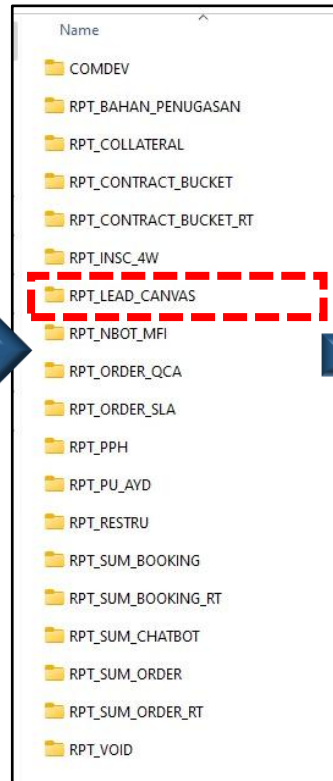 Name
COMDEV
RPT_BAHAN_PENUGASAN
RPT_COLLATERAL
RPT_CONTRACT_BUCKET
RPT_CONTRACT_BUCKET_RT
RPT_INSC_4W
RPT_LEAD_CANVAS
RPT_NBOT_MFI
RPT_ORDER_QCA
RPT_ORDER_SLA
RPT_PPH
RPT_PU_AYD
RPT_RESTRU
RPT_SUM_BOOKING
RPT_SUM_BOOKING_RT
RPT_SUM_CHATBOT
RPT_SUM_ORDER
RPT_SUM_ORDER_RT
RPT_VOID